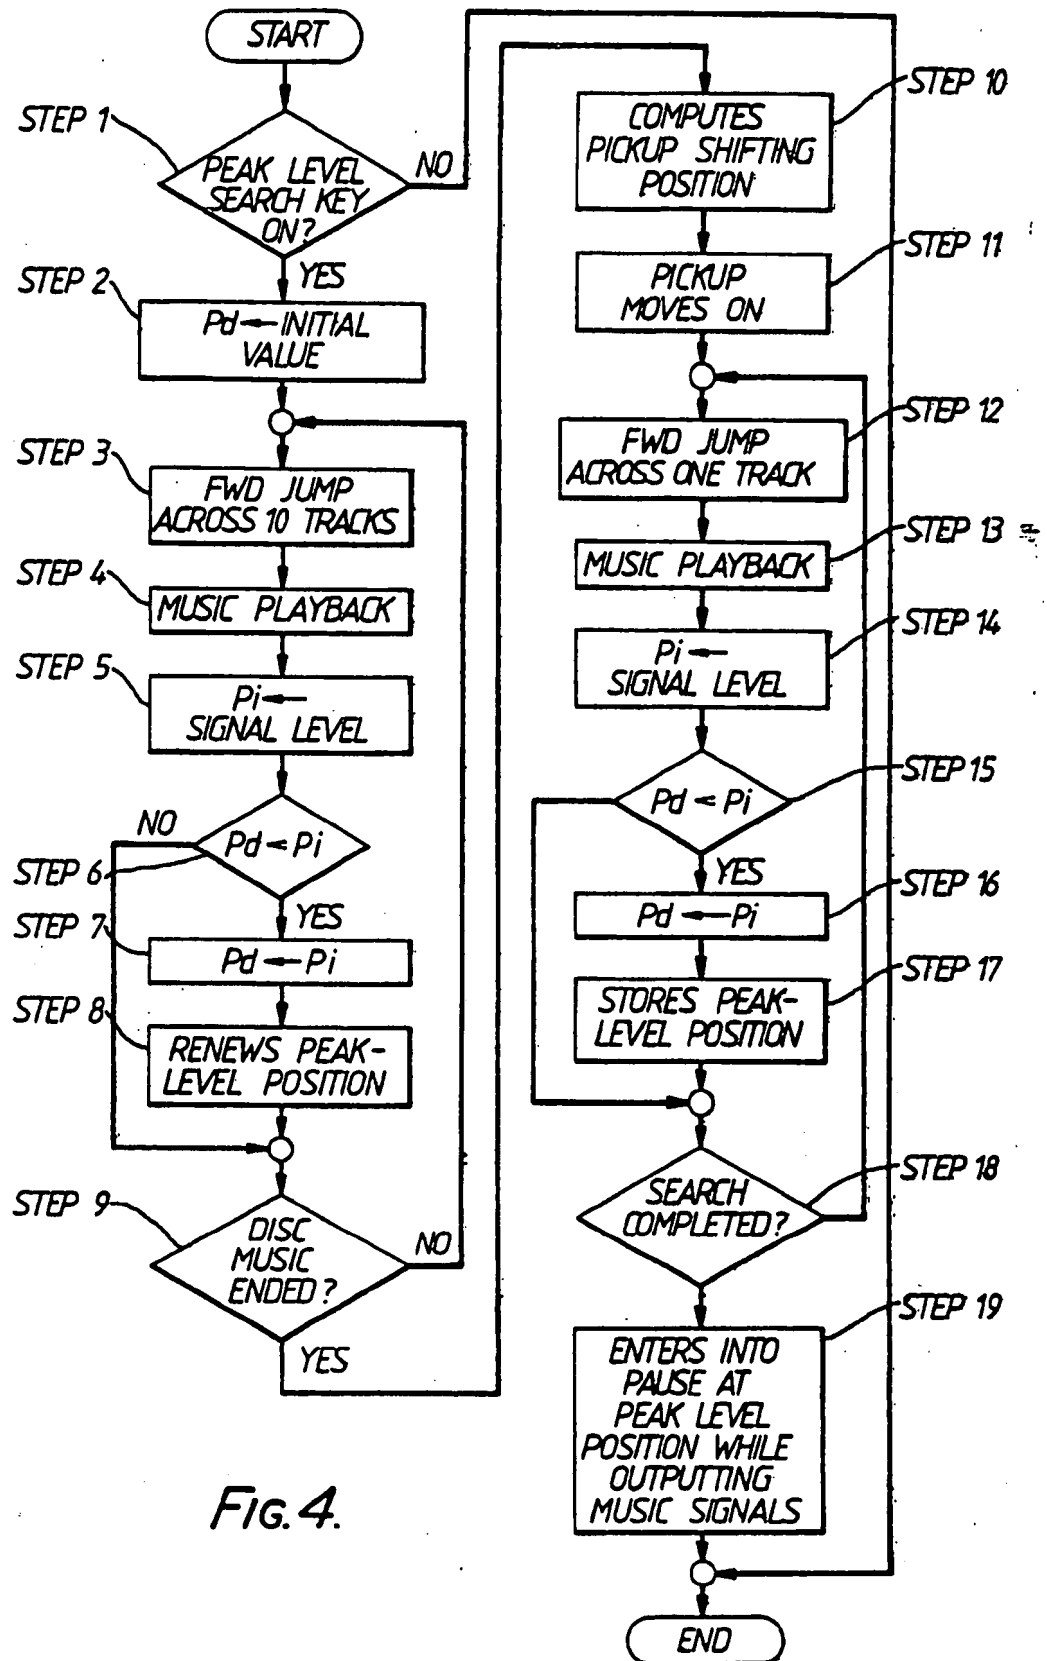 START
STEP 1
PEAK LEVEL
SEARCH KEY
ON?
NO
YES
STEP 2
Pd ← INITIAL
VALUE
STEP 3
FWD JUMP
ACROSS 10 TRACKS
STEP 4
MUSIC PLAYBACK
STEP 5
Pi ←
SIGNAL LEVEL
NO
Pd < Pi
STEP 6
YES
STEP 7
Pd ← Pi
STEP 8
RENEWS PEAK-
LEVEL POSITION
STEP 9
DISC
MUSIC
ENDED?
NO
YES
STEP 10
COMPUTES
PICKUP SHIFTING
POSITION
STEP 11
PICKUP
MOVES ON
STEP 12
FWD JUMP
ACROSS ONE TRACK
STEP 13
MUSIC PLAYBACK
STEP 14
Pi ←
SIGNAL LEVEL
STEP 15
Pd < Pi
YES
STEP 16
Pd ← Pi
STEP 17
STORES PEAK-
LEVEL POSITION
STEP 18
SEARCH
COMPLETED?
STEP 19
ENTERS INTO
PAUSE AT
PEAK LEVEL
POSITION WHILE
OUTPUTTING
MUSIC SIGNALS
END
FIG. 4.